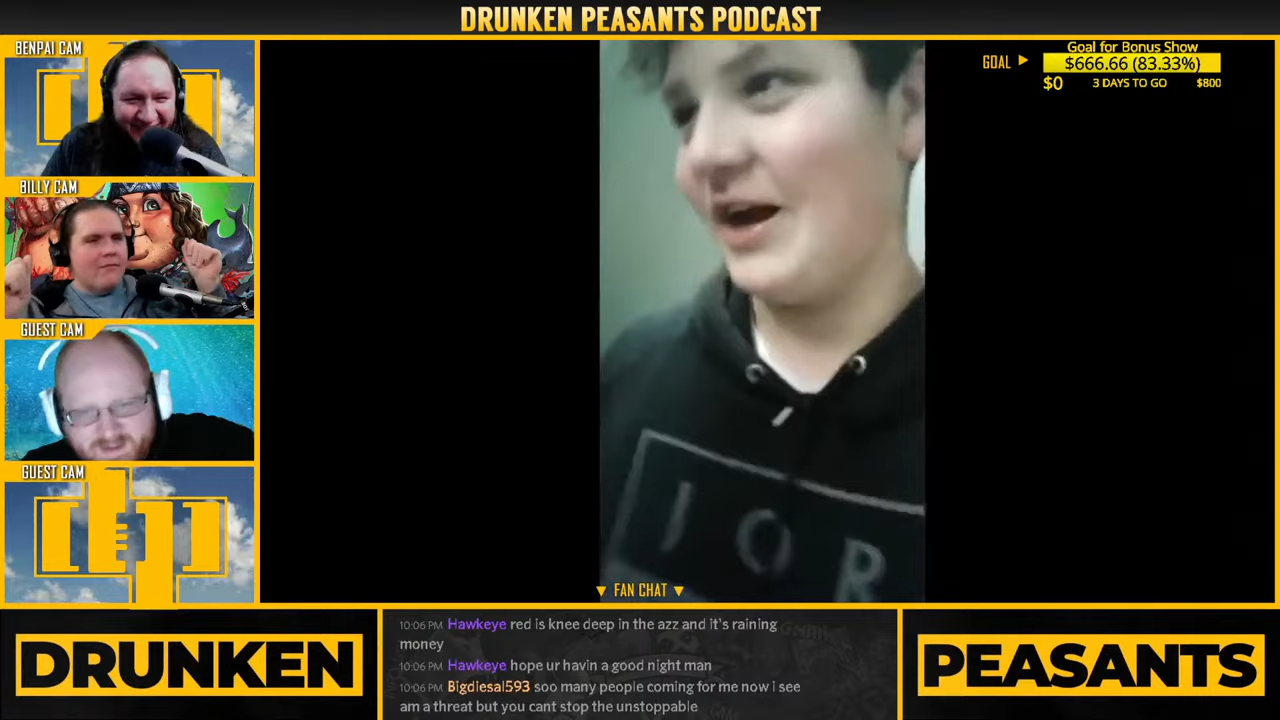 DRUNKEN PEASANTS PODCAST
BENPAI CAM
BILLY CAM
GUEST CAM
GUEST CAM
GOAL
Goal for Bonus Show
$666.66 (83.33%)
$0 3 DAYS TO GO $800
JOR
FAN CHAT
10:06 PM Hawkeye red is knee deep in the azz and it's raining
money
10:06 PM Hawkeye hope ur havin a good night man
10:06 PM Bigdiesal593 soo many people coming for me now i see
am a threat but you cant stop the unstoppable
DRUNKEN
PEASANTS